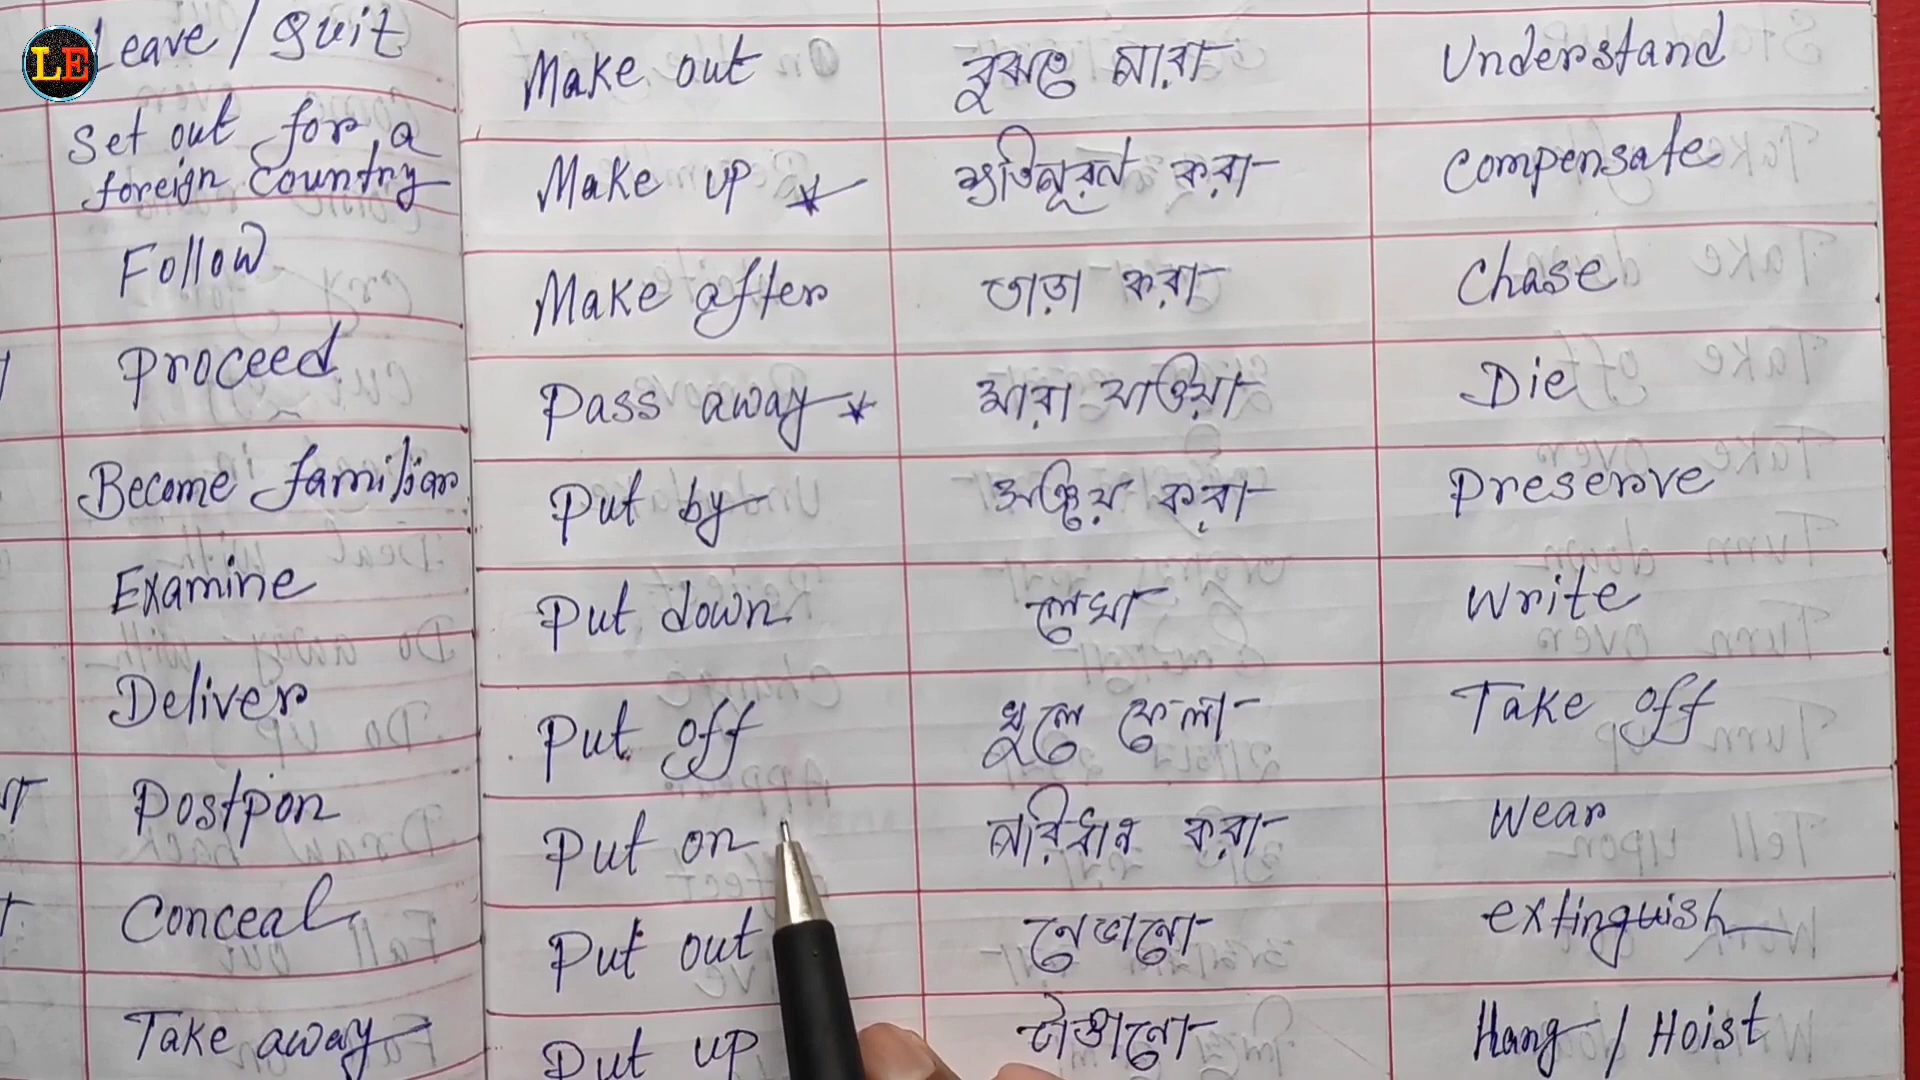 LE
Leave / Quit
Set out for a
foreign Country
Follow
Proceed
Become familiar
Examine
Deliver
Postpon
Conceal
Take away
Make out বুঝতে পারা Understand
Make up ক্ষতিপূরণ করা Compensate
Make after তাড়া করা Chase
Pass away মারা যাওয়া Die
Put by সঞ্চয় করা Preserve
Put down লেখা Write
Put off খুলে ফেলা Take off
Put on পরিধান করা Wear
Put out নেভানো extinguish
Put up টাঙানো Hang / Hoist